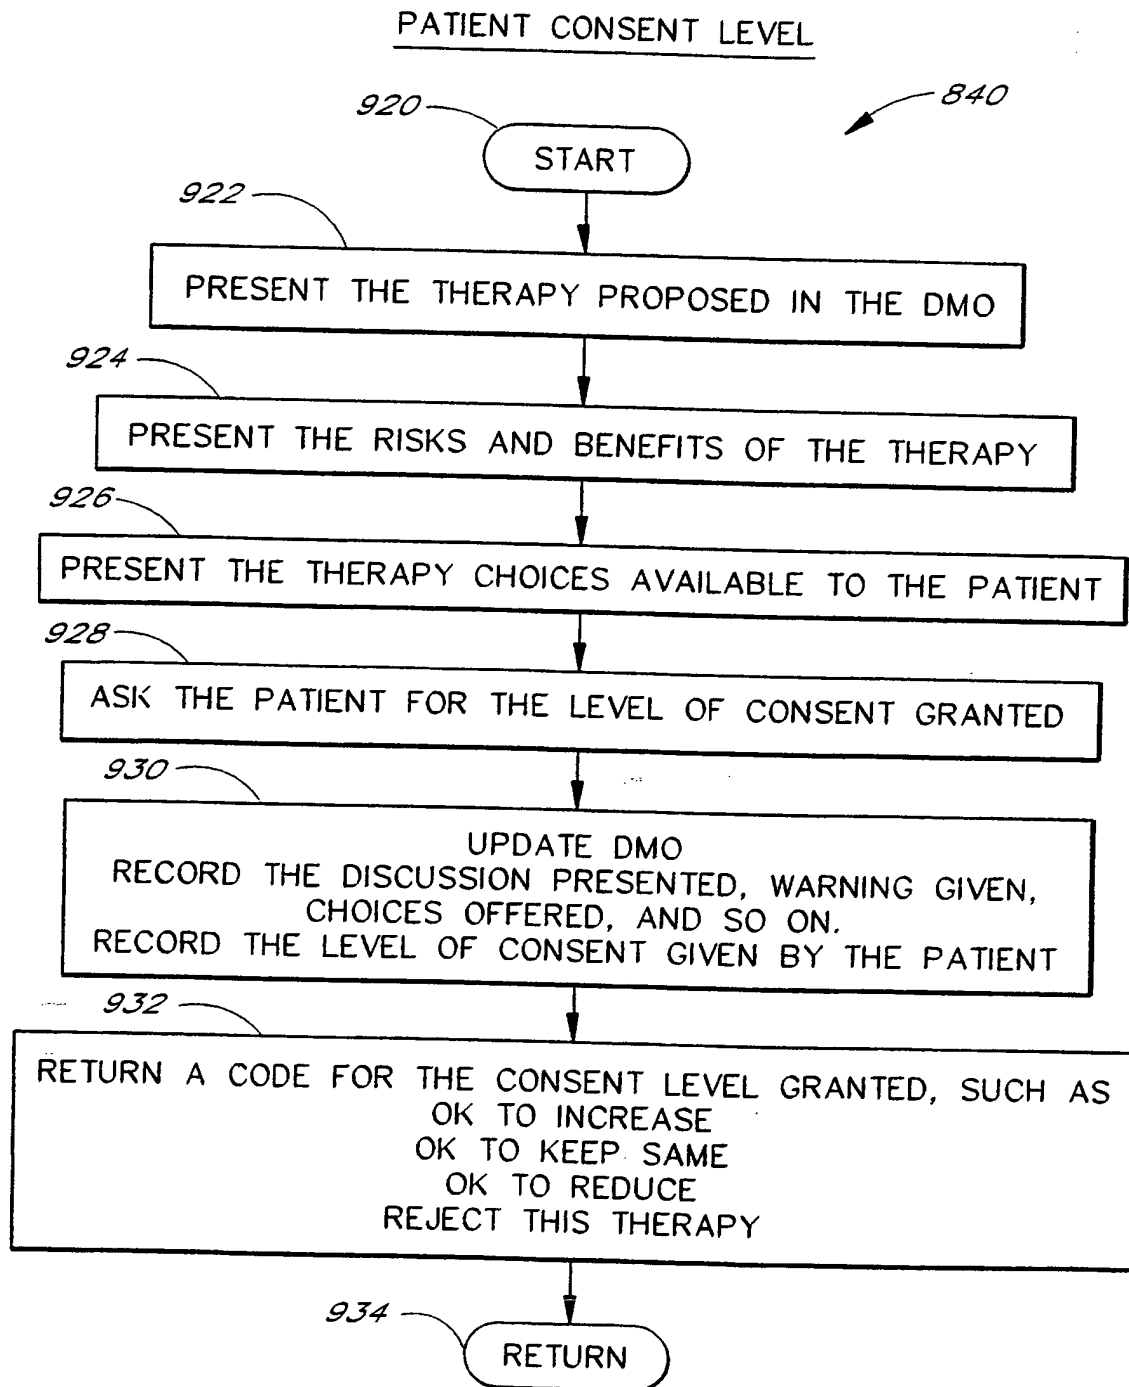 PATIENT CONSENT LEVEL
840
920
START
922
PRESENT THE THERAPY PROPOSED IN THE DMO
924
PRESENT THE RISKS AND BENEFITS OF THE THERAPY
926
PRESENT THE THERAPY CHOICES AVAILABLE TO THE PATIENT
928
ASK THE PATIENT FOR THE LEVEL OF CONSENT GRANTED
930
UPDATE DMO
RECORD THE DISCUSSION PRESENTED, WARNING GIVEN,
CHOICES OFFERED, AND SO ON.
RECORD THE LEVEL OF CONSENT GIVEN BY THE PATIENT
932
RETURN A CODE FOR THE CONSENT LEVEL GRANTED, SUCH AS
OK TO INCREASE
OK TO KEEP SAME
OK TO REDUCE
REJECT THIS THERAPY
934
RETURN